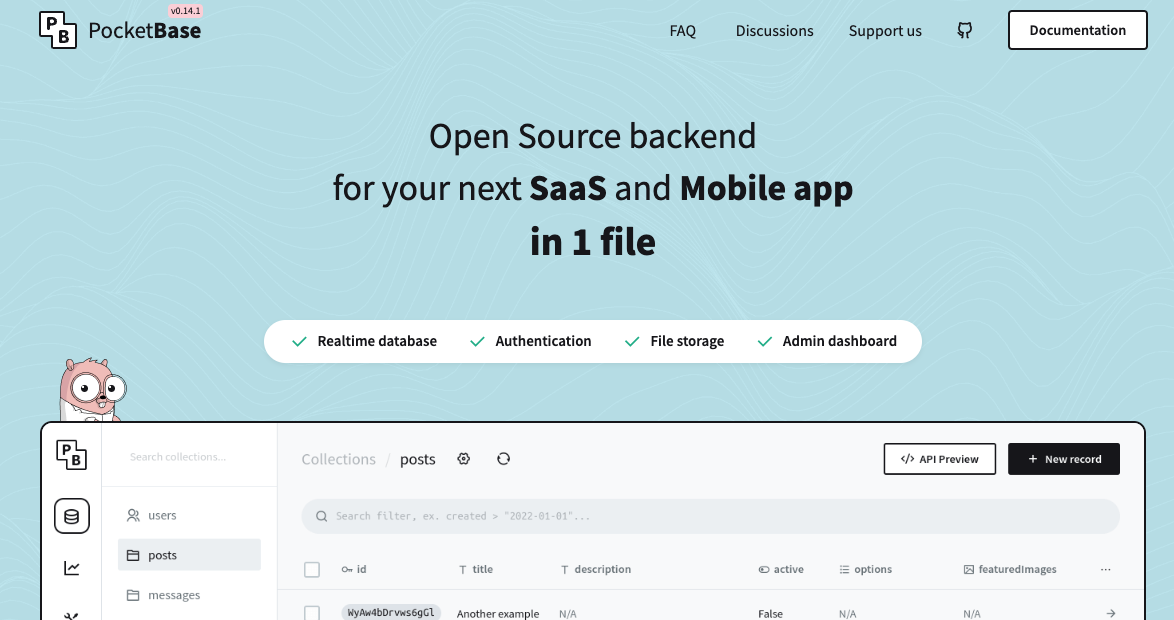 v0.14.1
PB PocketBase
FAQ Discussions Support us Documentation
Open Source backend
for your next SaaS and Mobile app
in 1 file
Realtime database Authentication File storage Admin dashboard
PB
Search collections...
Collections / posts
</> API Preview
+ New record
users
posts
messages
Search filter, ex. created > "2022-01-01"...
id title description active options featuredImages ...
WyAw4bDrvws6gGl Another example N/A False N/A N/A